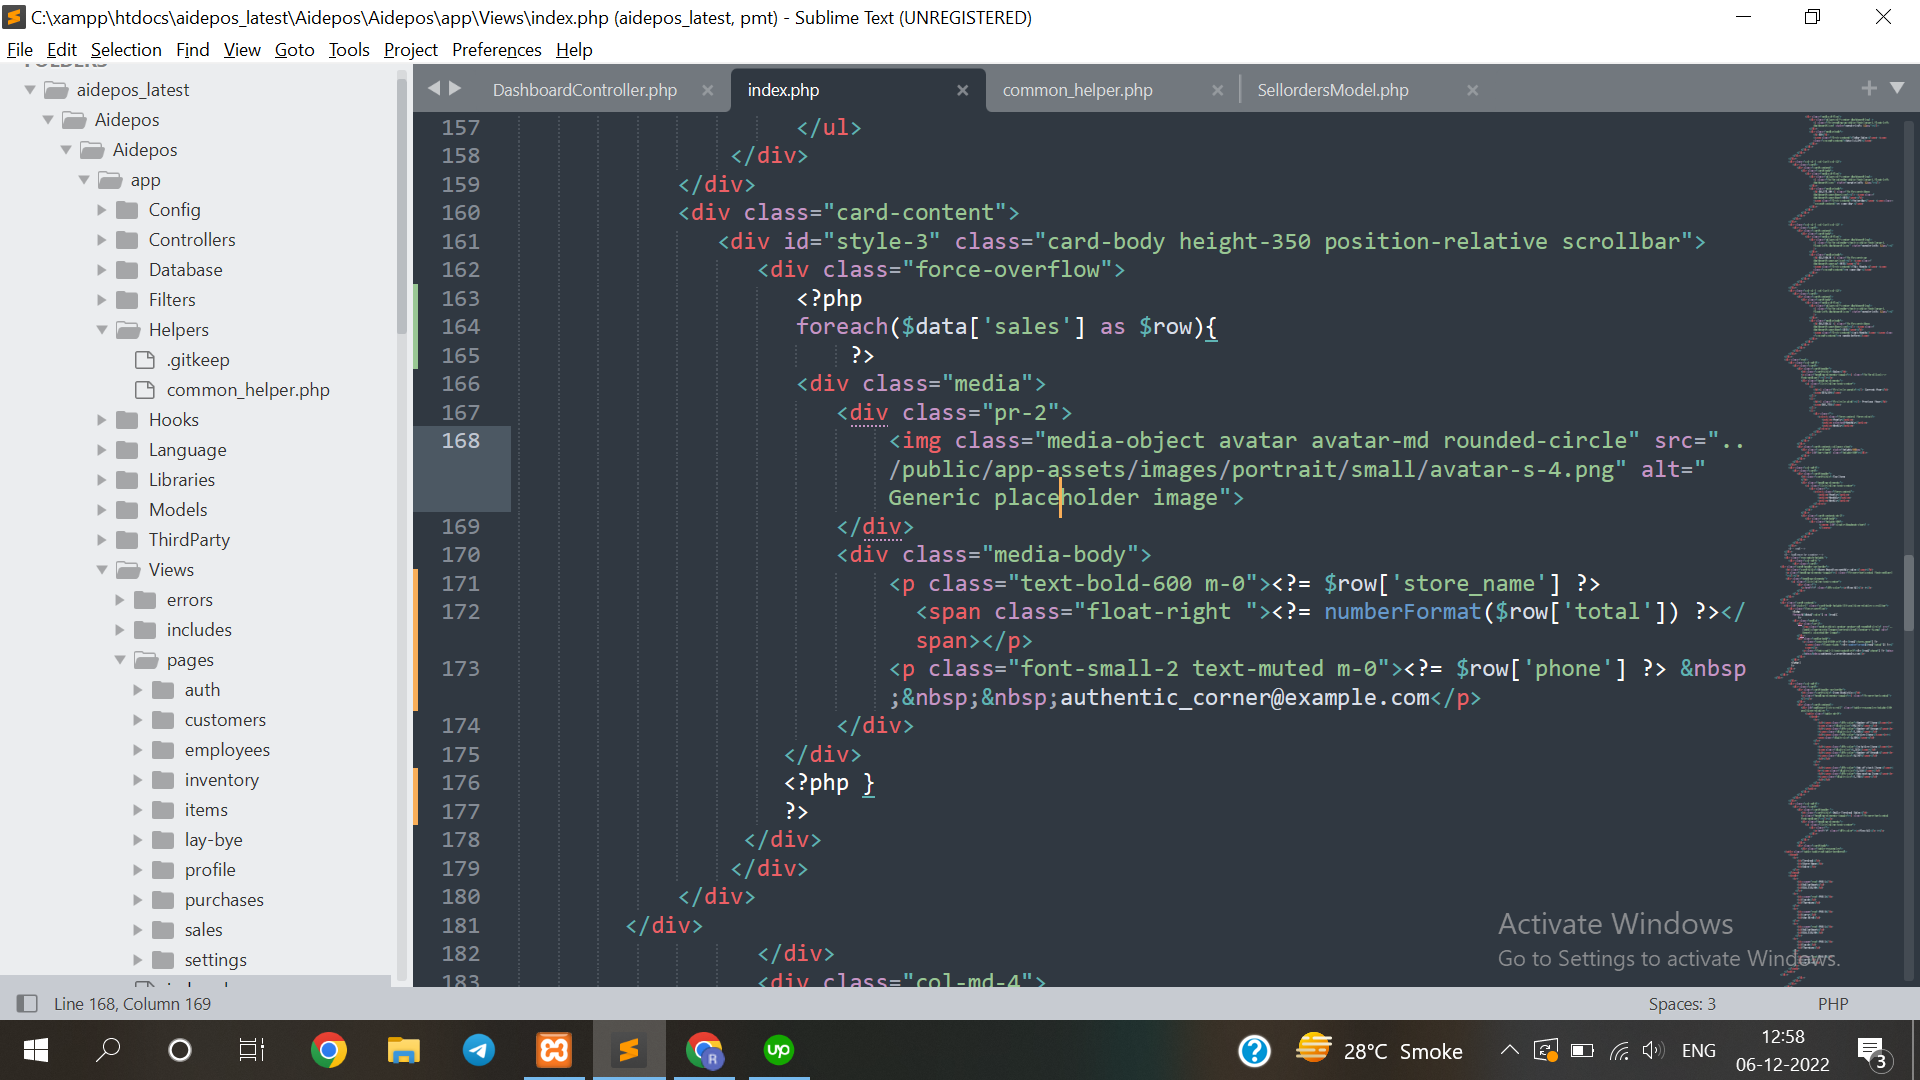 C:\xampp\htdocs\aidepos_latest\Aidepos\Aidepos\app\Views\index.php (aidepos_latest, pmt) - Sublime Text (UNREGISTERED)
File Edit Selection Find View Goto Tools Project Preferences Help
FOLDERS
aidepos_latest
Aidepos
Aidepos
app
Config
Controllers
Database
Filters
Helpers
.gitkeep
common_helper.php
Hooks
Language
Libraries
Models
ThirdParty
Views
errors
includes
pages
auth
customers
employees
inventory
items
lay-bye
profile
purchases
sales
settings
DashboardController.php index.php common_helper.php SellordersModel.php
157 </ul>
158 </div>
159 </div>
160 <div class="card-content">
161 <div id="style-3" class="card-body height-350 position-relative scrollbar">
162 <div class="force-overflow">
163 <?php
164 foreach($data['sales'] as $row){
165 ?>
166 <div class="media">
167 <div class="pr-2">
168 <img class="media-object avatar avatar-md rounded-circle" src="..
/public/app-assets/images/portrait/small/avatar-s-4.png" alt="
Generic placeholder image">
169 </div>
170 <div class="media-body">
171 <p class="text-bold-600 m-0"><?= $row['store_name'] ?>
172 <span class="float-right "><?= numberFormat($row['total']) ?></
span></p>
173 <p class="font-small-2 text-muted m-0"><?= $row['phone'] ?> &nbsp
;&nbsp;&nbsp;authentic_corner@example.com</p>
174 </div>
175 </div>
176 <?php }
177 ?>
178 </div>
179 </div>
180 </div>
181 </div>
182 </div>
183 <div class="col-md-4">
Activate Windows
Go to Settings to activate Windows.
Line 168, Column 169 Spaces: 3 PHP
28°C Smoke ENG 12:58
06-12-2022
3